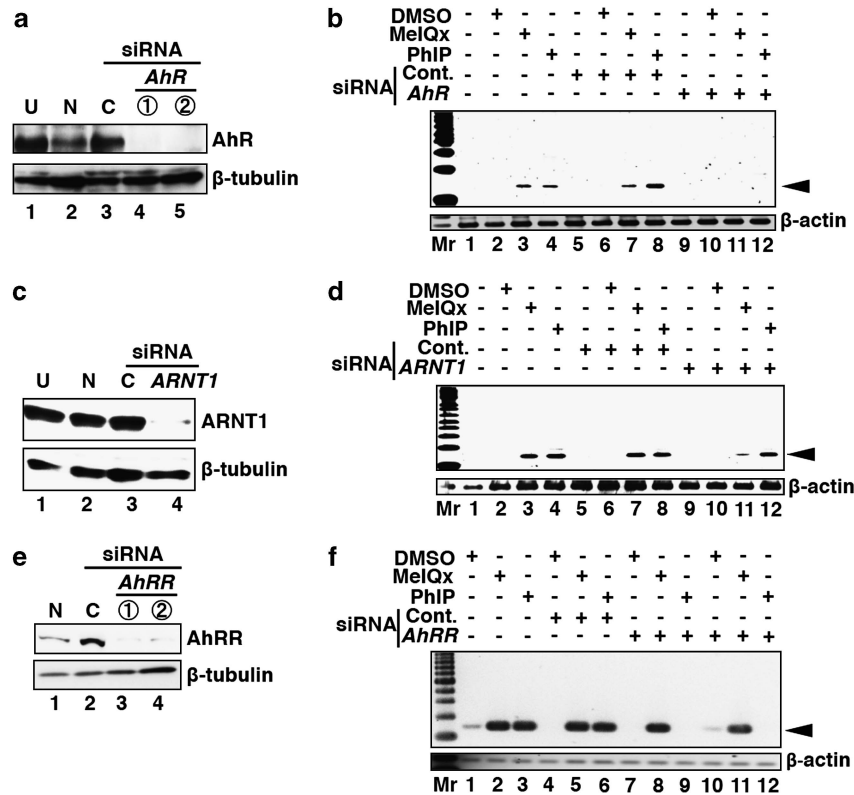 a
siRNA
AhR
U N C ① ②
AhR
β-tubulin
1 2 3 4 5
b
DMSO - + - - - + - - - + - -
MeIQx - - + - - - + - - - + -
PhIP - - - + - - - + - - - +
siRNA
Cont. - - - - + + + + - - - -
AhR - - - - - - - - + + + +
β-actin
Mr 1 2 3 4 5 6 7 8 9 10 11 12
c
siRNA
U N C ARNT1
ARNT1
β-tubulin
1 2 3 4
d
DMSO - + - - - + - - - + - -
MeIQx - - + - - - + - - - + -
PhIP - - - + - - - + - - - +
siRNA
Cont. - - - - + + + + - - - -
ARNT1 - - - - - - - - + + + +
β-actin
Mr 1 2 3 4 5 6 7 8 9 10 11 12
e
siRNA
AhRR
N C ① ②
AhRR
β-tubulin
1 2 3 4
f
DMSO + - - + - - + - - + - -
MeIQx - + - - + - - + - - + -
PhIP - - + - - + - - + - - +
siRNA
Cont. - - - + + + - - - - - -
AhRR - - - - - - + + + + + +
β-actin
Mr 1 2 3 4 5 6 7 8 9 10 11 12